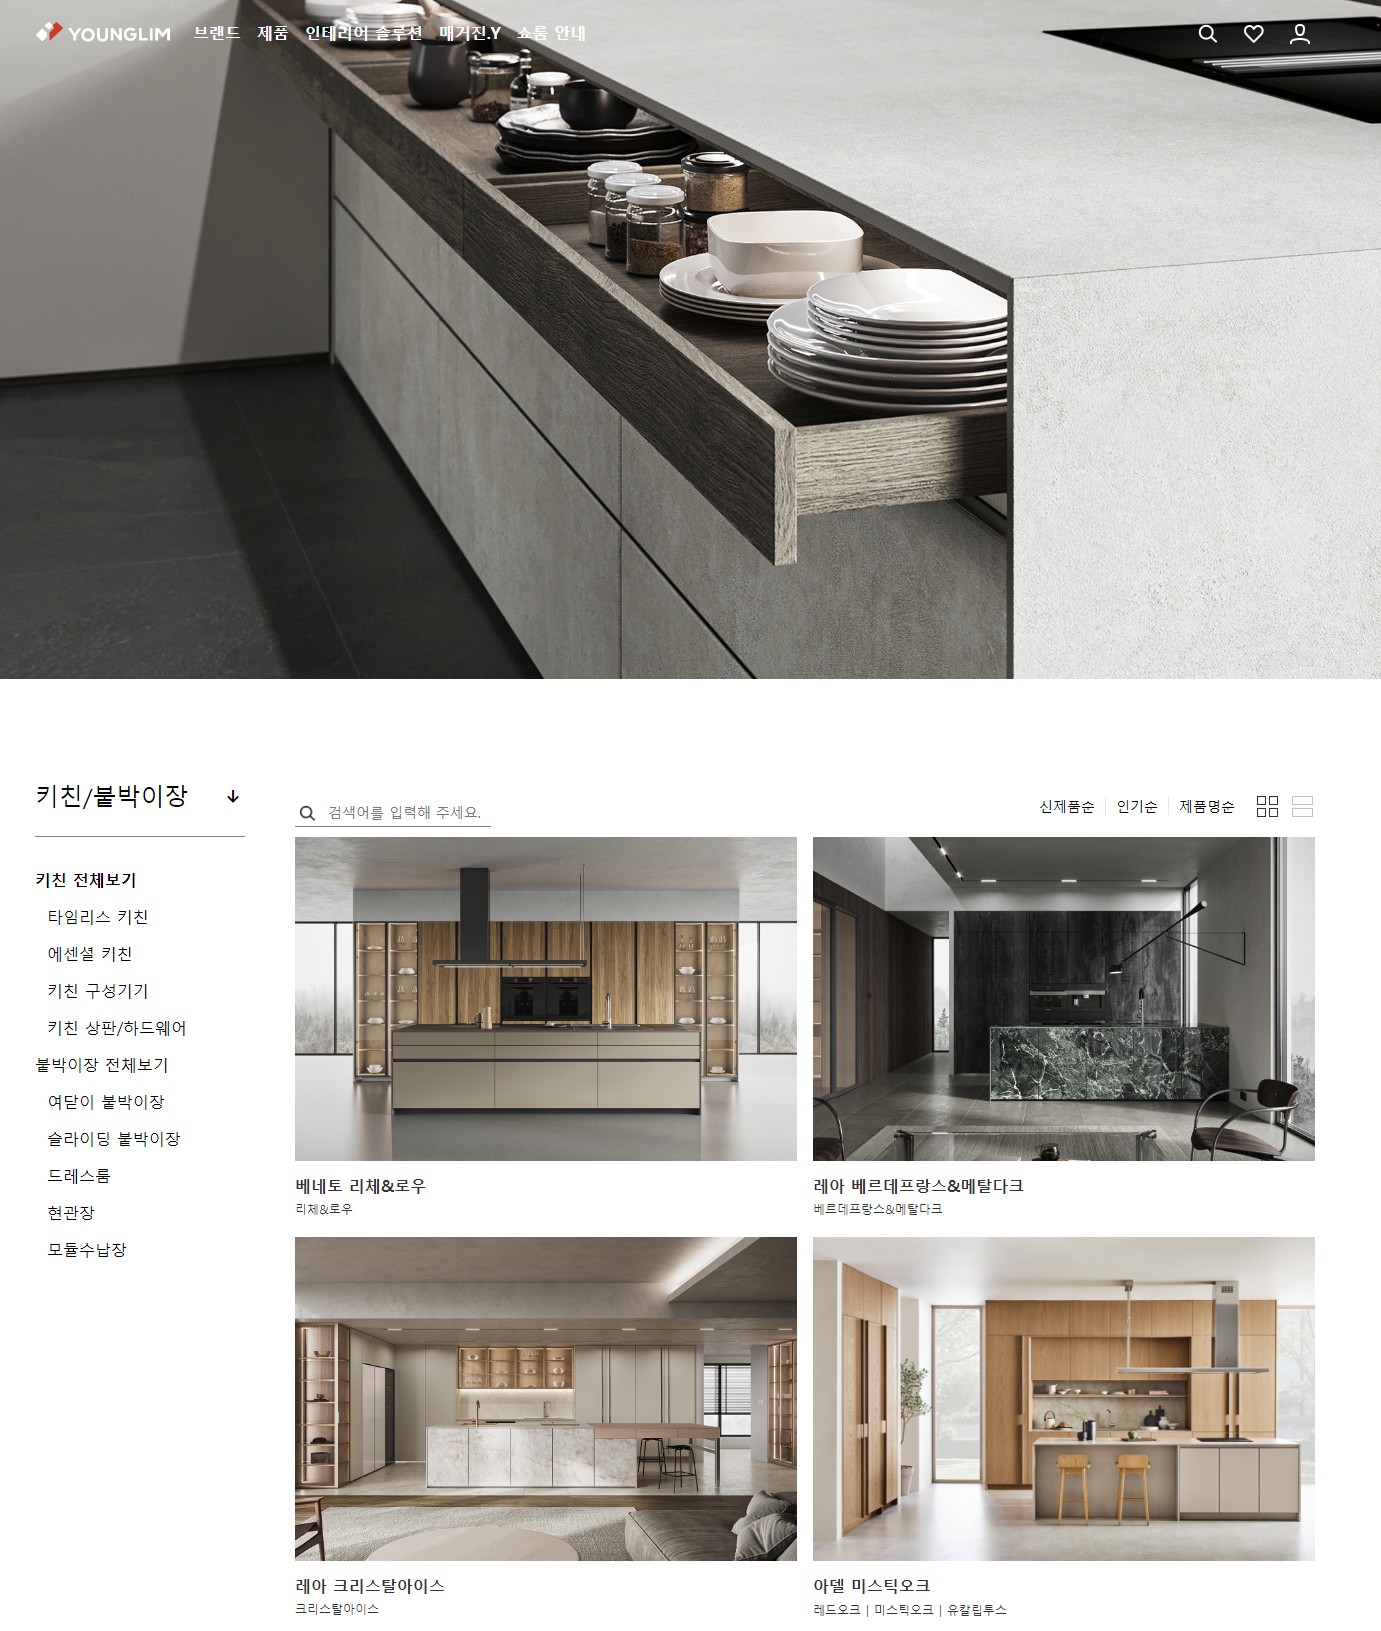 YOUNGLIM 브랜드 제품 인테리어 솔루션 매거진.Y 쇼룸 안내
키친/붙박이장
키친 전체보기
타임리스 키친
에센셜 키친
키친 구성기기
키친 상판/하드웨어
붙박이장 전체보기
여닫이 붙박이장
슬라이딩 붙박이장
드레스룸
현관장
모듈수납장
검색어를 입력해 주세요.
신제품순 인기순 제품명순
베네토 리체&로우
리체&로우
레아 베르데프랑스&메탈다크
베르데프랑스&메탈다크
레아 크리스탈아이스
크리스탈아이스
아델 미스틱오크
레드오크 | 미스틱오크 | 유칼립투스